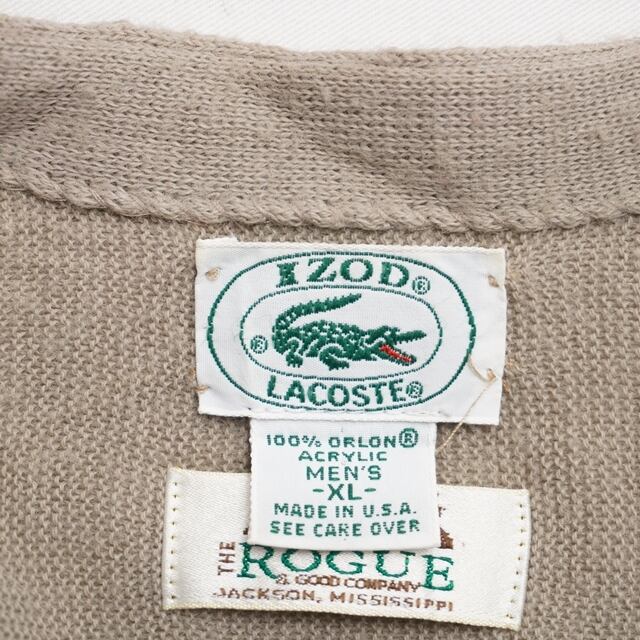 IZOD®
®
LACOSTE®
100% ORLON®
ACRYLIC
MEN'S
-XL-
MADE IN U.S.A.
SEE CARE OVER
THE
ROGUE
& GOOD COMPANY
JACKSON, MISSISSIPPI